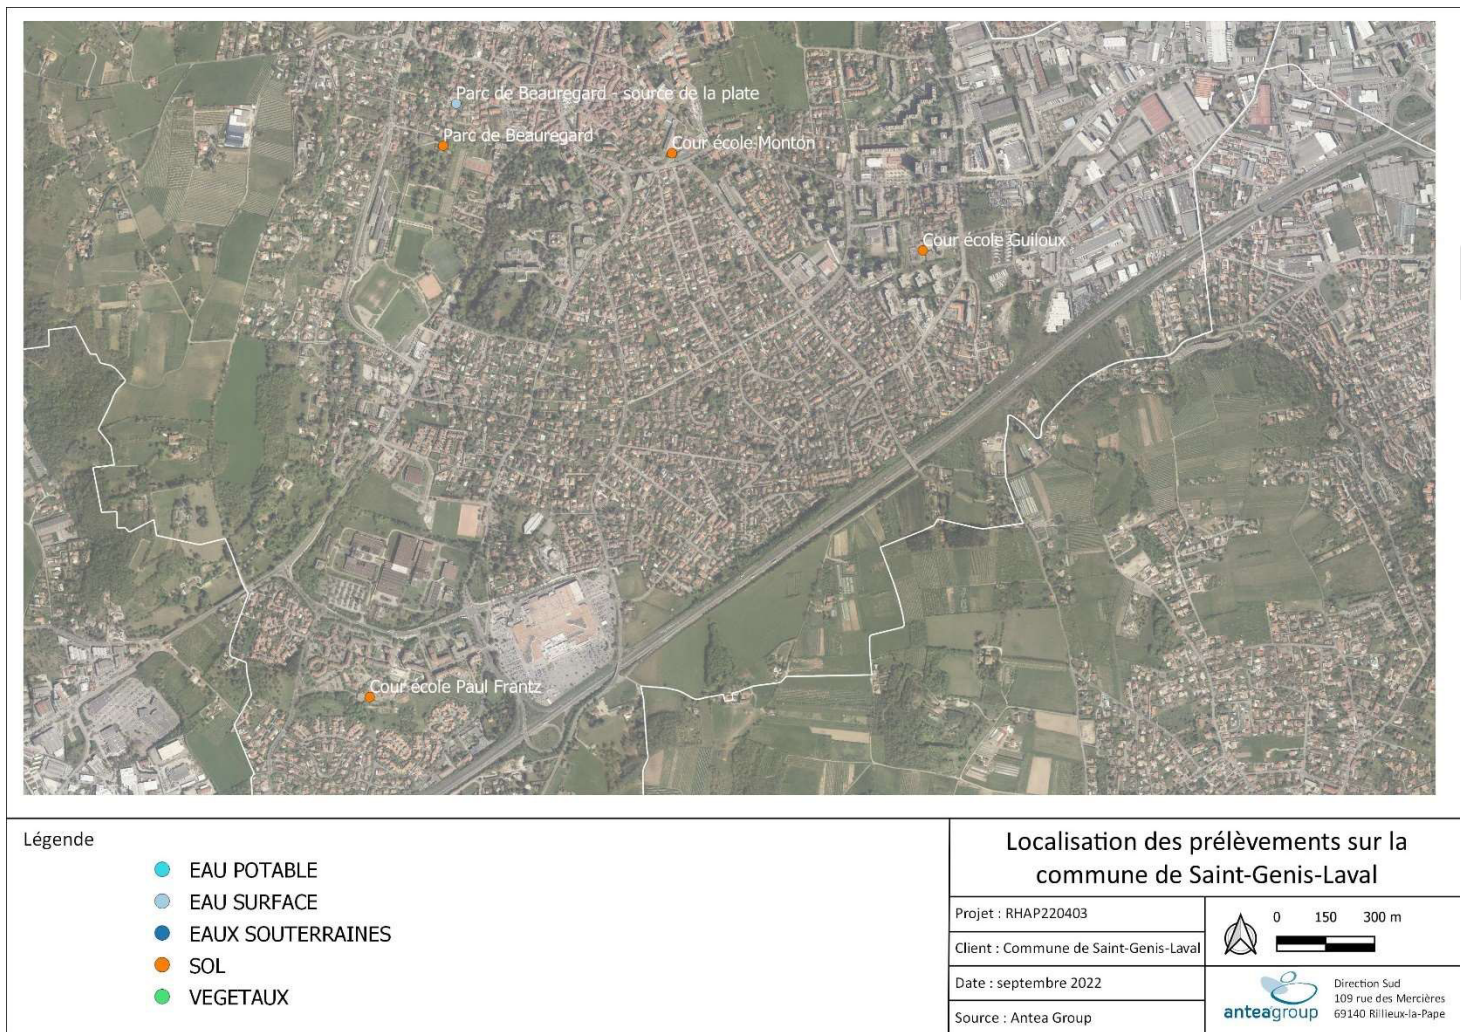 Parc de Beauregard - source de la plate
Parc de Beauregard
Cour école Monton
Cour école Guiloux
Cour école Paul Frantz
Légende
EAU POTABLE
EAU SURFACE
EAUX SOUTERRAINES
SOL
VEGETAUX
Localisation des prélèvements sur la
commune de Saint-Genis-Laval
Projet : RHAP220403
Client : Commune de Saint-Genis-Laval
Date : septembre 2022
Source : Antea Group
0 150 300 m
anteagroup
Direction Sud
109 rue des Mercières
69140 Rillieux-la-Pape